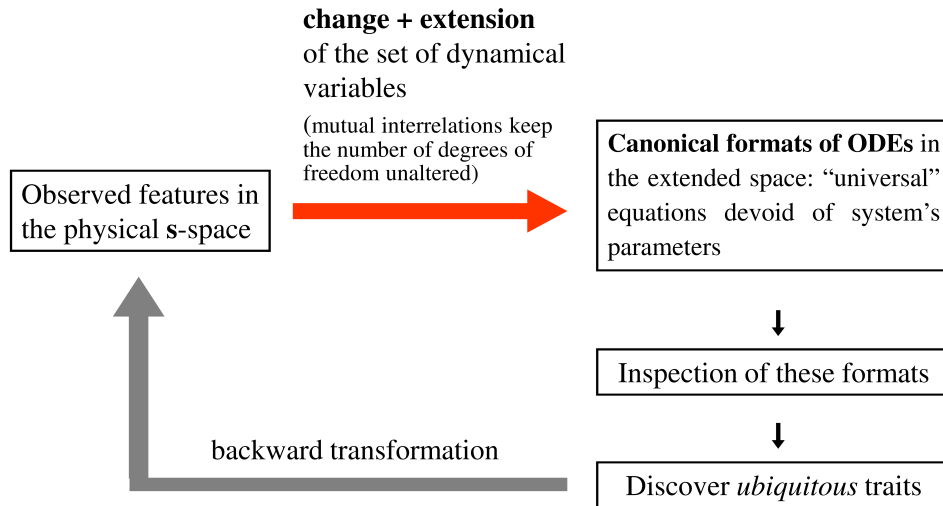 change + extension
of the set of dynamical
variables
(mutual interrelations keep
the number of degrees of
freedom unaltered)
Observed features in
the physical s-space
Canonical formats of ODEs in
the extended space: “universal”
equations devoid of system’s
parameters
Inspection of these formats
backward transformation
Discover ubiquitous traits